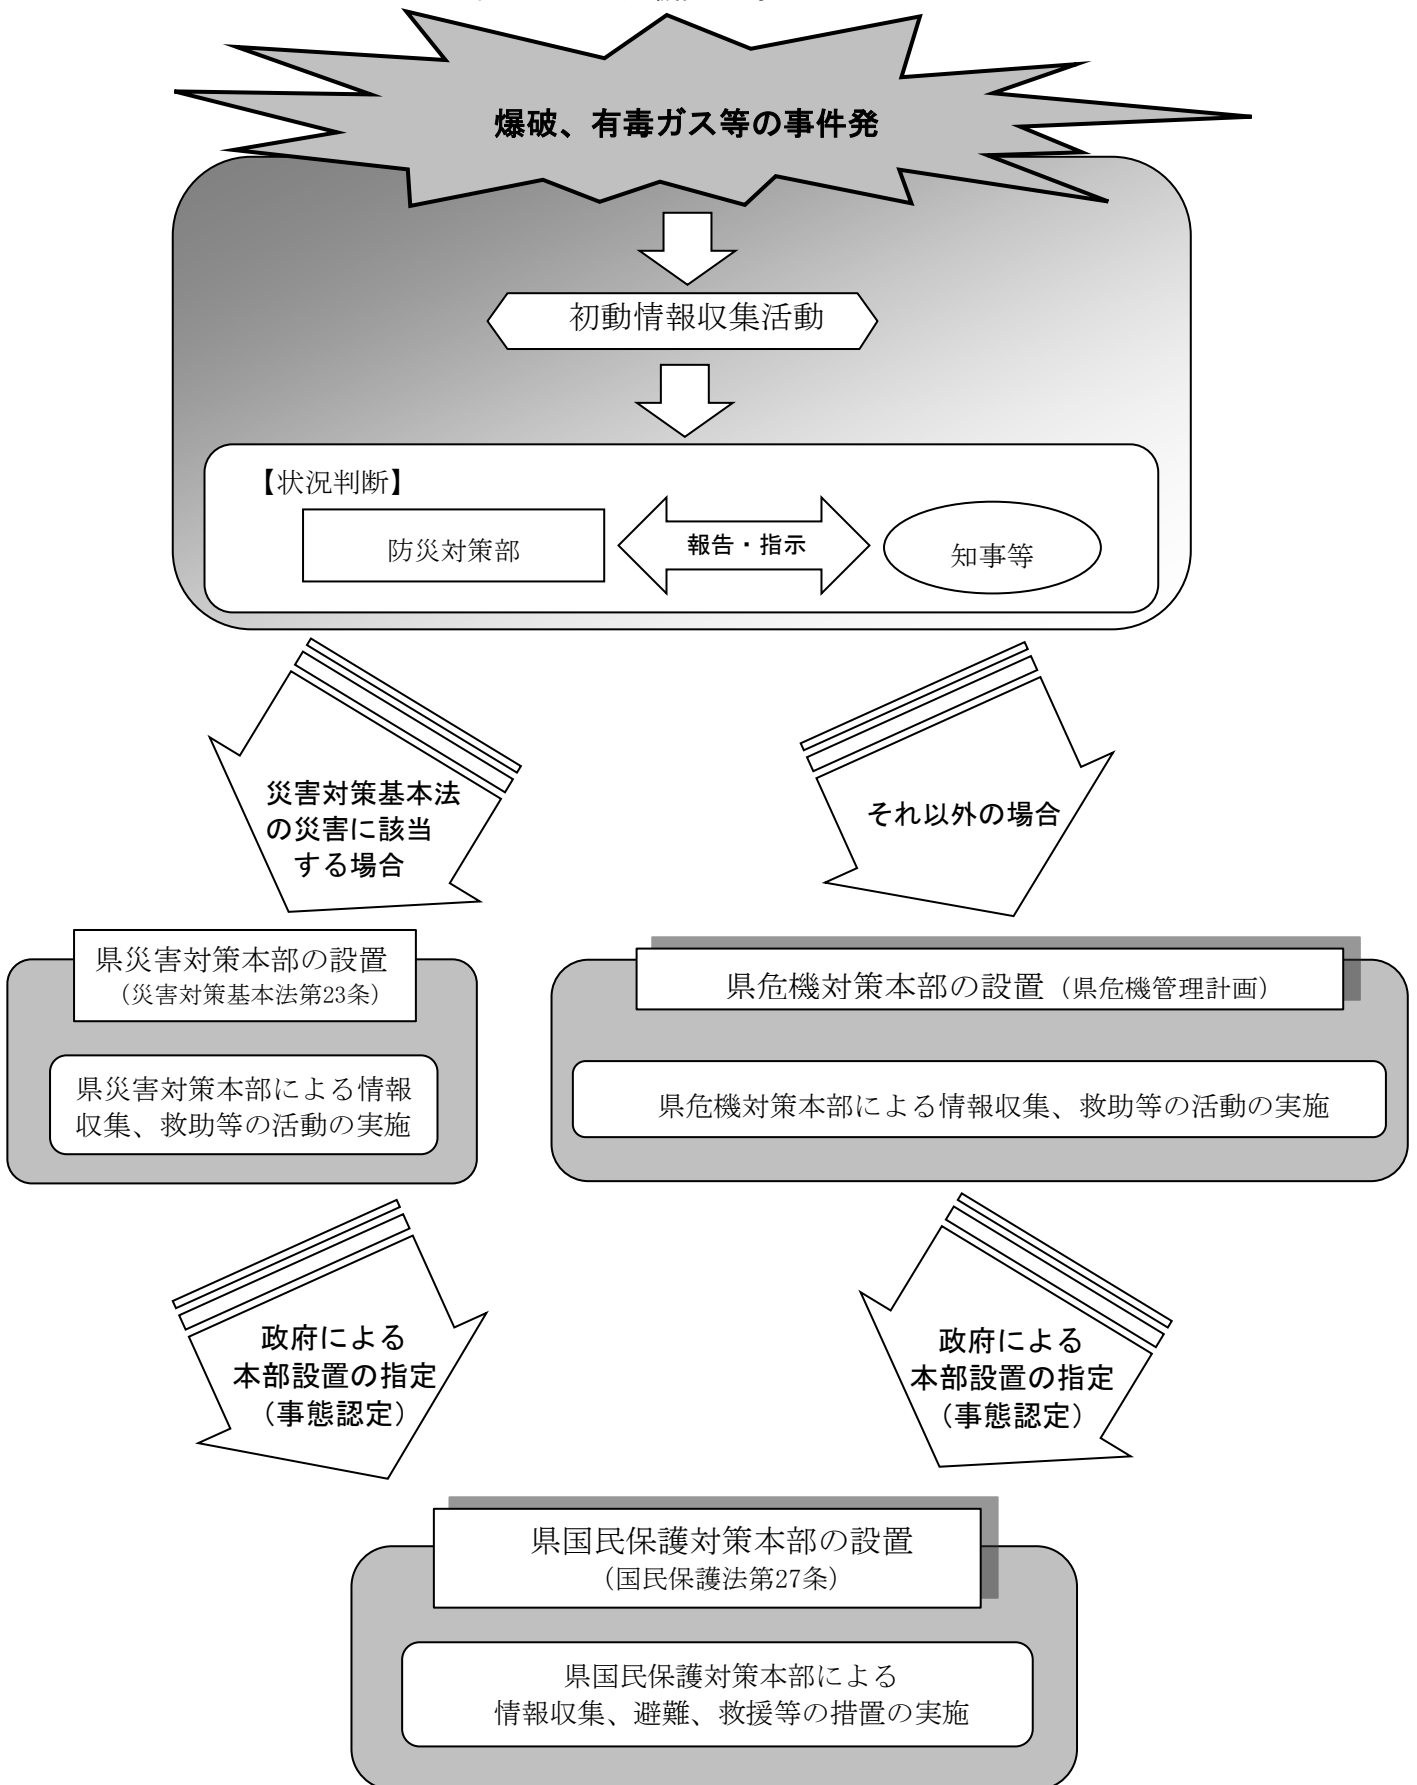 爆破、有毒ガス等の事件発
初動情報収集活動
【状況判断】
防災対策部
報告・指示
知事等
災害対策基本法
の災害に該当
する場合
それ以外の場合
県災害対策本部の設置
（災害対策基本法第23条）
県災害対策本部による情報
収集、救助等の活動の実施
県危機対策本部の設置（県危機管理計画）
県危機対策本部による情報収集、救助等の活動の実施
政府による
本部設置の指定
（事態認定）
政府による
本部設置の指定
（事態認定）
県国民保護対策本部の設置
（国民保護法第27条）
県国民保護対策本部による
情報収集、避難、救援等の措置の実施